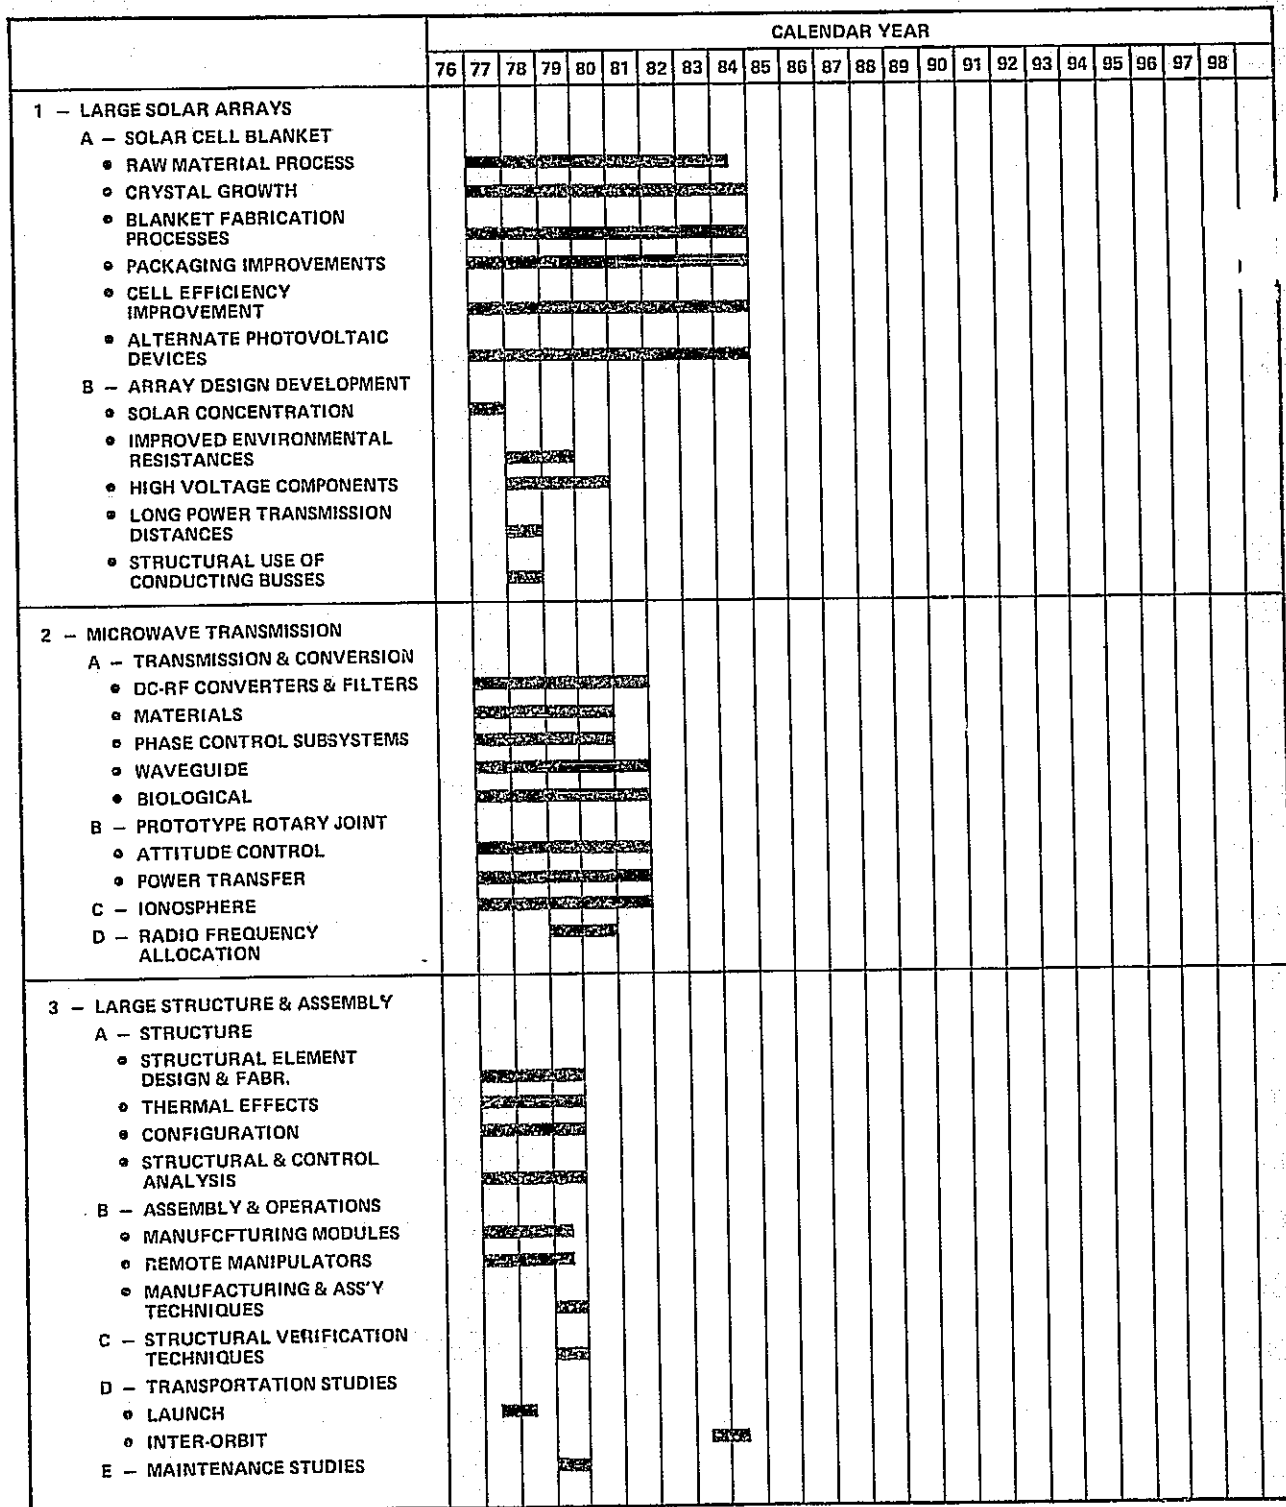 CALENDAR YEAR
76 77 78 79 80 81 82 83 84 85 86 87 88 89 90 91 92 93 94 95 96 97 98
1 – LARGE SOLAR ARRAYS
A – SOLAR CELL BLANKET
• RAW MATERIAL PROCESS
• CRYSTAL GROWTH
• BLANKET FABRICATION
PROCESSES
• PACKAGING IMPROVEMENTS
• CELL EFFICIENCY
IMPROVEMENT
• ALTERNATE PHOTOVOLTAIC
DEVICES
B – ARRAY DESIGN DEVELOPMENT
• SOLAR CONCENTRATION
• IMPROVED ENVIRONMENTAL
RESISTANCES
• HIGH VOLTAGE COMPONENTS
• LONG POWER TRANSMISSION
DISTANCES
• STRUCTURAL USE OF
CONDUCTING BUSSES
2 – MICROWAVE TRANSMISSION
A – TRANSMISSION & CONVERSION
• DC-RF CONVERTERS & FILTERS
• MATERIALS
• PHASE CONTROL SUBSYSTEMS
• WAVEGUIDE
• BIOLOGICAL
B – PROTOTYPE ROTARY JOINT
• ATTITUDE CONTROL
• POWER TRANSFER
C – IONOSPHERE
D – RADIO FREQUENCY
ALLOCATION
3 – LARGE STRUCTURE & ASSEMBLY
A – STRUCTURE
• STRUCTURAL ELEMENT
DESIGN & FABR.
• THERMAL EFFECTS
• CONFIGURATION
• STRUCTURAL & CONTROL
ANALYSIS
B – ASSEMBLY & OPERATIONS
• MANUFCFTURING MODULES
• REMOTE MANIPULATORS
• MANUFACTURING & ASS'Y
TECHNIQUES
C – STRUCTURAL VERIFICATION
TECHNIQUES
D – TRANSPORTATION STUDIES
• LAUNCH
• INTER-ORBIT
E – MAINTENANCE STUDIES